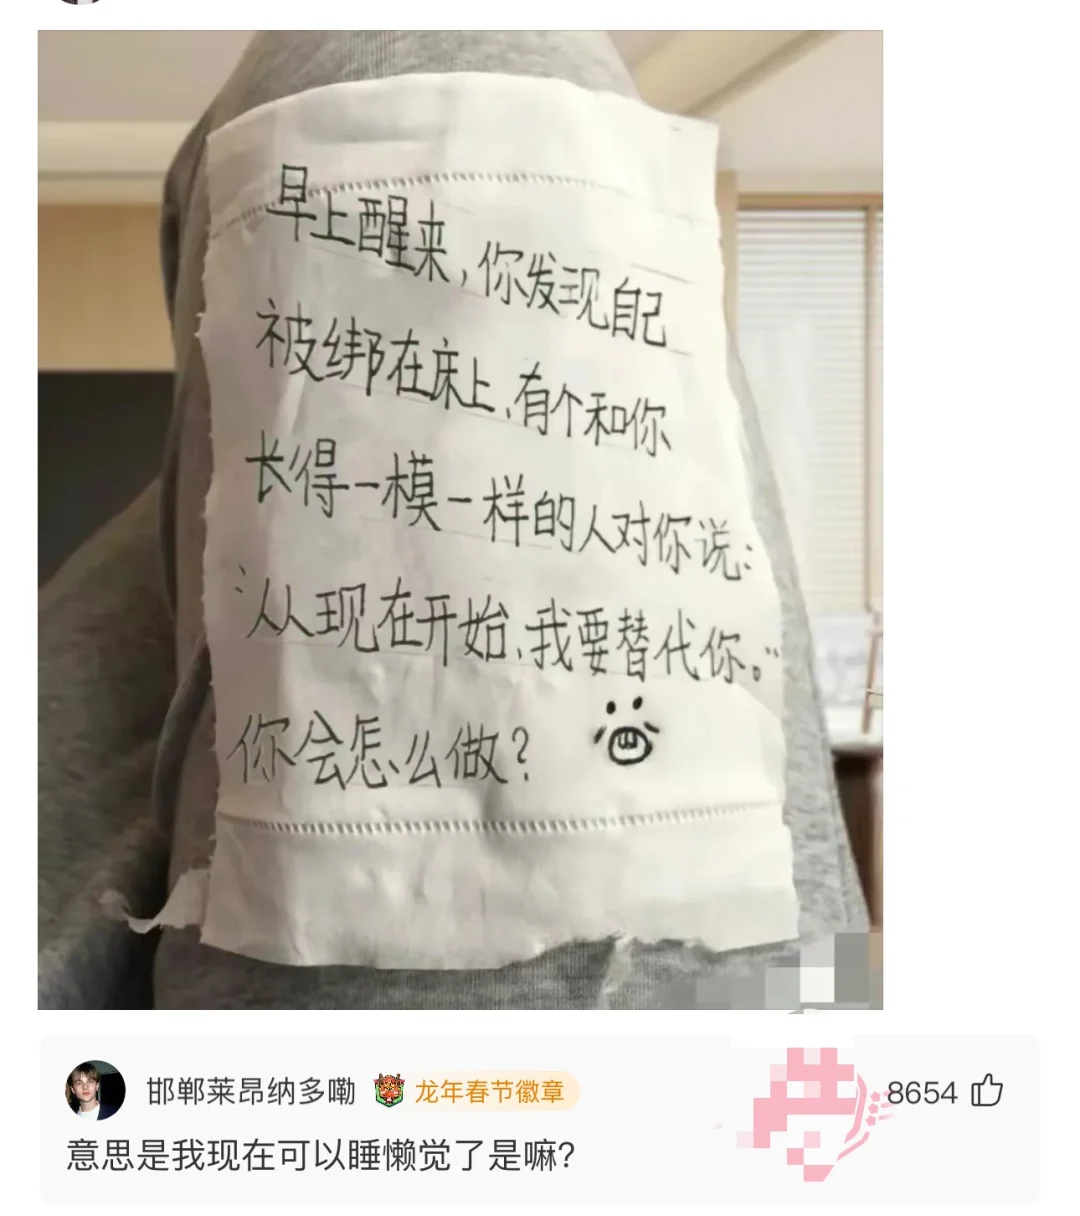 早上醒来，你发现自己
被绑在床上，有个和你
长得一模一样的人对你说：
“从现在开始，我要替代你。”
你会怎么做？
邯郸莱昂纳多嘞 龙年春节徽章 8654
意思是我现在可以睡懒觉了是嘛?